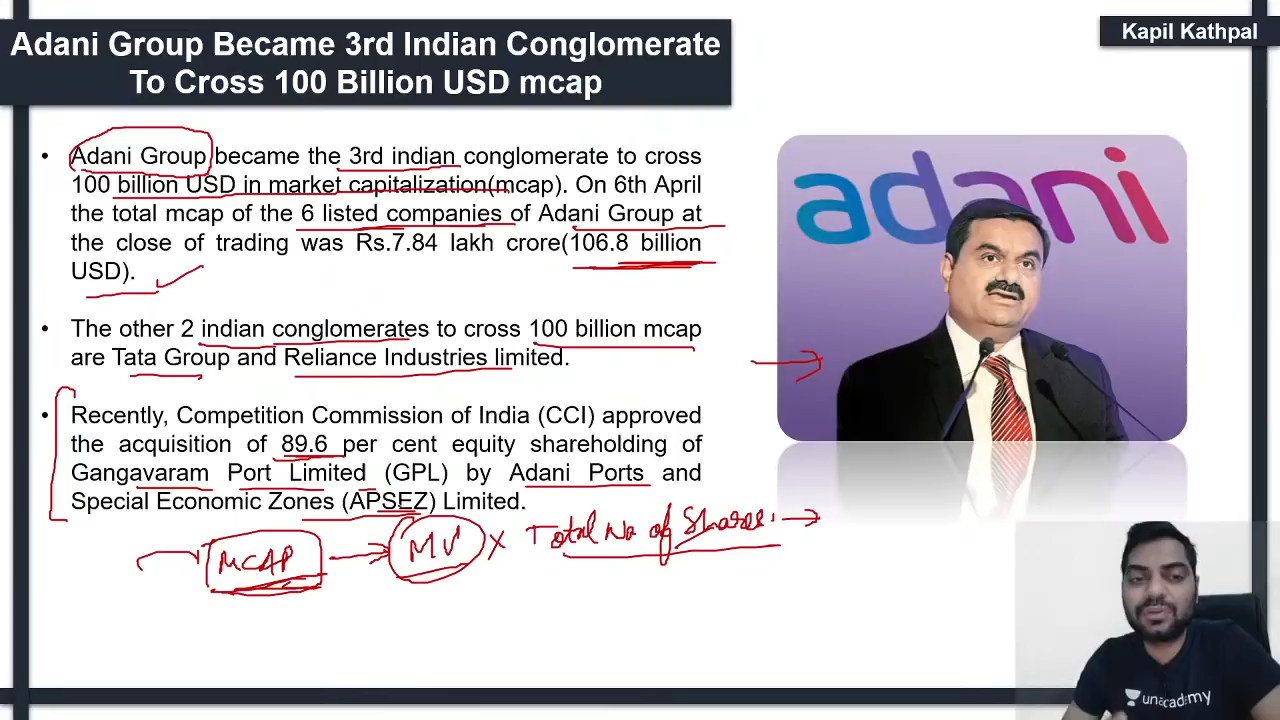 Adani Group Became 3rd Indian Conglomerate
To Cross 100 Billion USD mcap
Kapil Kathpal
• Adani Group became the 3rd indian conglomerate to cross
100 billion USD in market capitalization(mcap). On 6th April
the total mcap of the 6 listed companies of Adani Group at
the close of trading was Rs.7.84 lakh crore(106.8 billion
USD).
• The other 2 indian conglomerates to cross 100 billion mcap
are Tata Group and Reliance Industries limited.
• Recently, Competition Commission of India (CCI) approved
the acquisition of 89.6 per cent equity shareholding of
Gangavaram Port Limited (GPL) by Adani Ports and
Special Economic Zones (APSEZ) Limited.
MCAP → MV × Total No of Shares. →
adani
unacademy